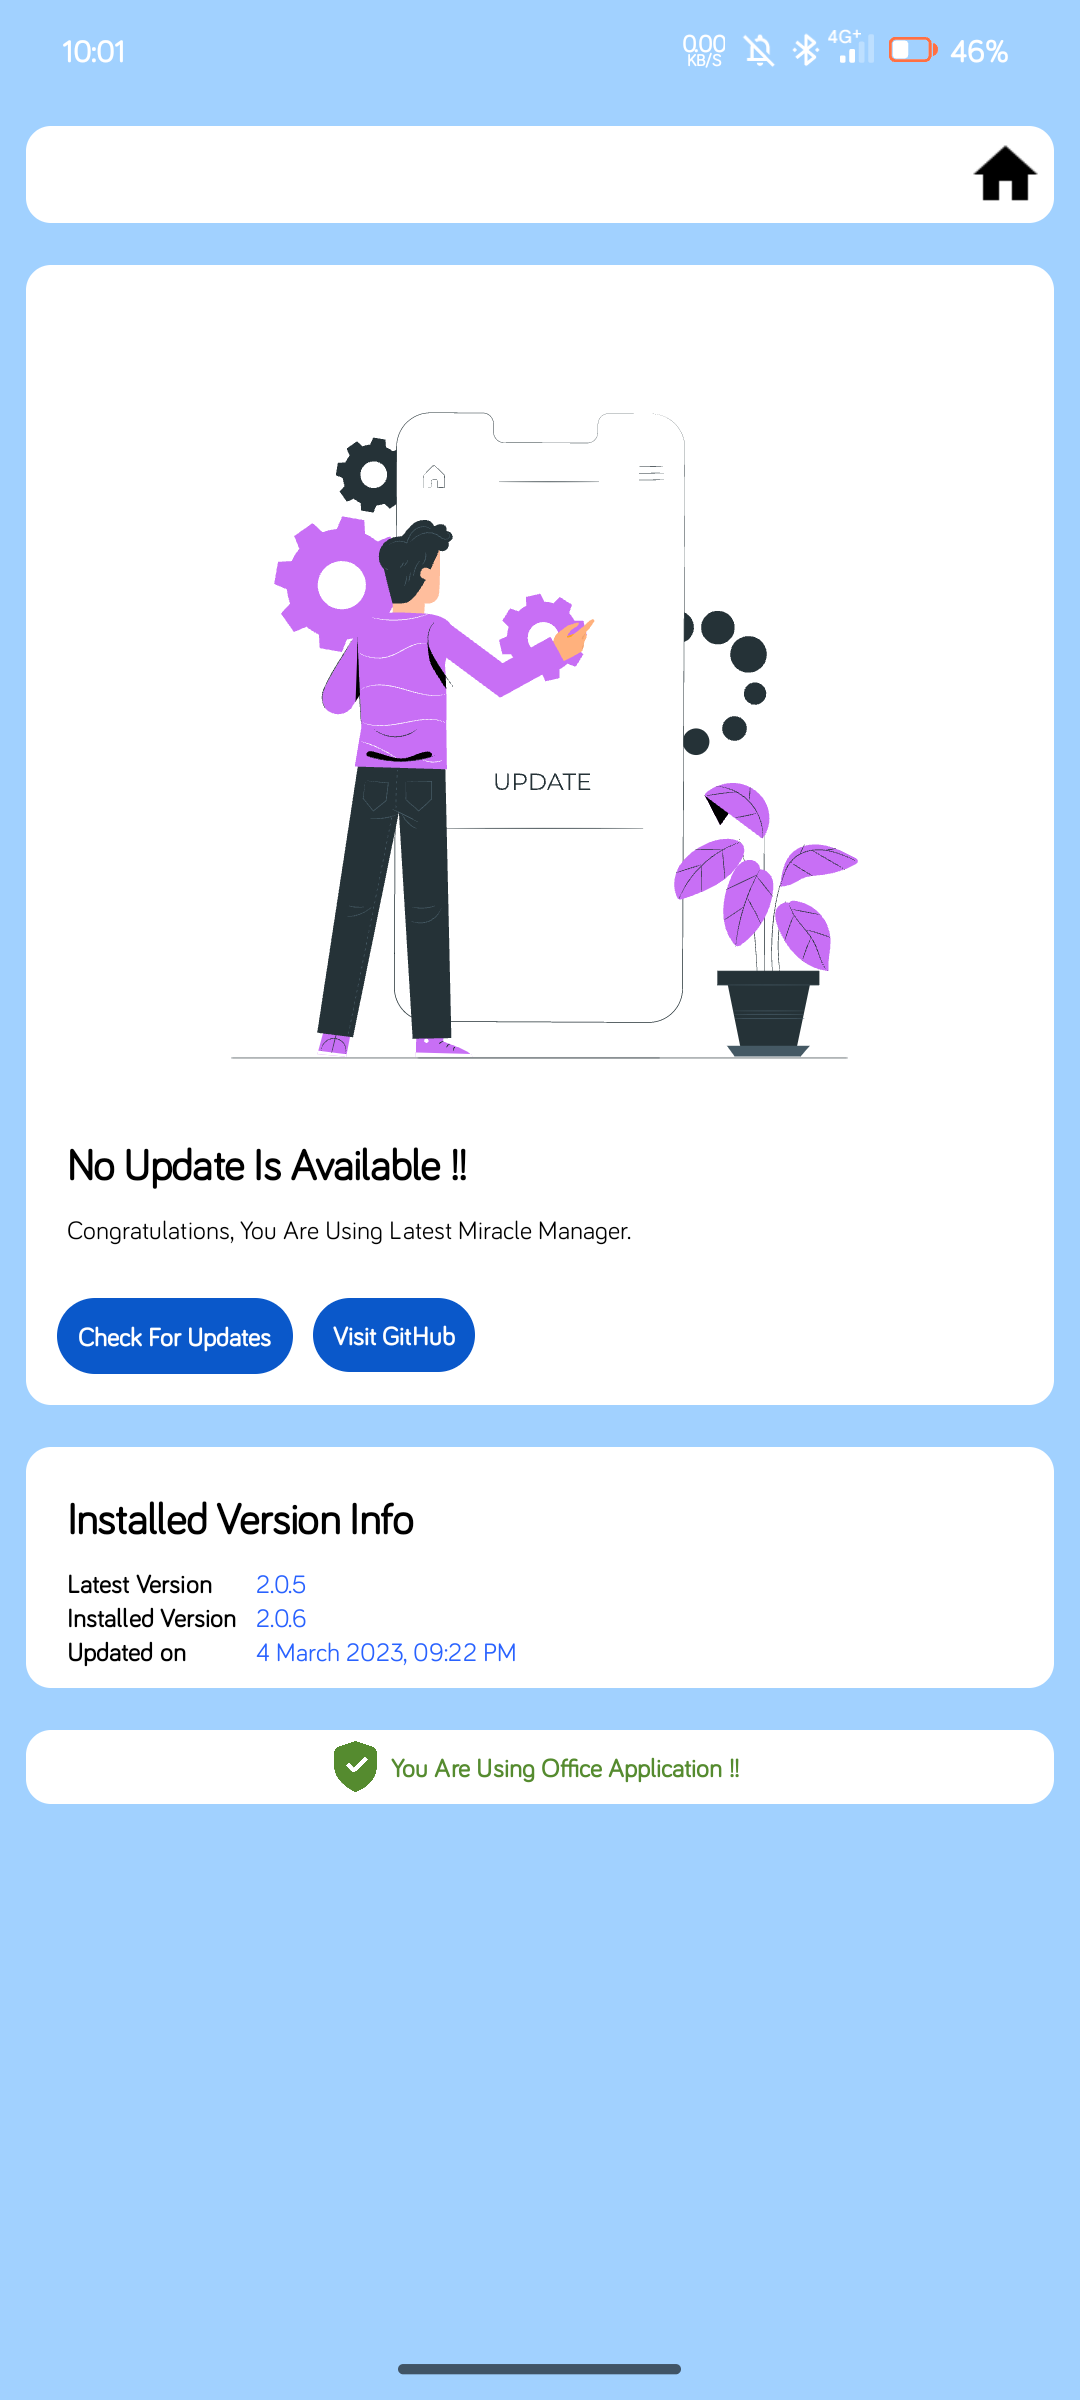 10:01
0.00
KB/S
4G+
46%
UPDATE
No Update Is Available !!
Congratulations, You Are Using Latest Miracle Manager.
Check For Updates
Visit GitHub
Installed Version Info
Latest Version 2.0.5
Installed Version 2.0.6
Updated on 4 March 2023, 09:22 PM
You Are Using Office Application !!